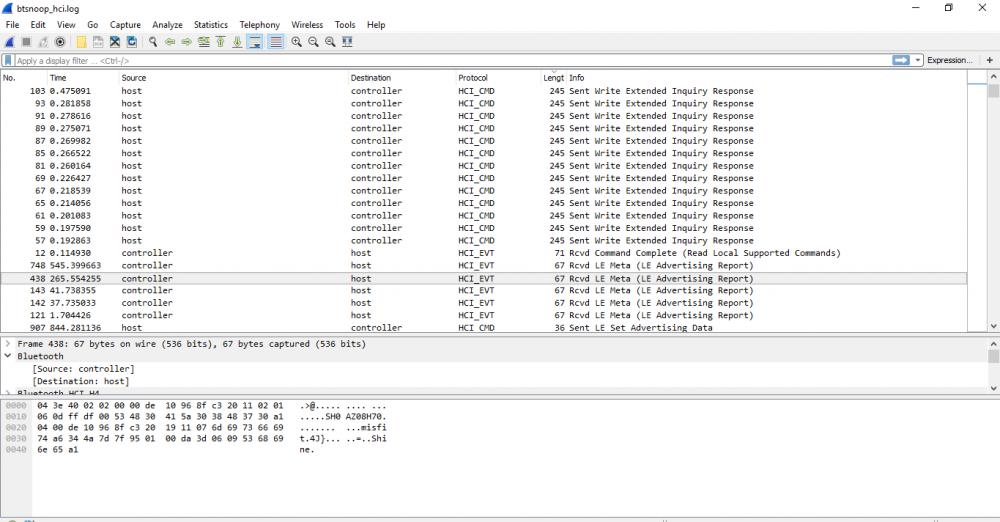 btsnoop_hci.log
File Edit View Go Capture Analyze Statistics Telephony Wireless Tools Help
Apply a display filter ... <Ctrl-/> Expression... +
No. Time Source Destination Protocol Lengt Info
103 0.475091 host controller HCI_CMD 245 Sent Write Extended Inquiry Response
93 0.281858 host controller HCI_CMD 245 Sent Write Extended Inquiry Response
91 0.278616 host controller HCI_CMD 245 Sent Write Extended Inquiry Response
89 0.275071 host controller HCI_CMD 245 Sent Write Extended Inquiry Response
87 0.269982 host controller HCI_CMD 245 Sent Write Extended Inquiry Response
85 0.266522 host controller HCI_CMD 245 Sent Write Extended Inquiry Response
81 0.260164 host controller HCI_CMD 245 Sent Write Extended Inquiry Response
69 0.226427 host controller HCI_CMD 245 Sent Write Extended Inquiry Response
67 0.218539 host controller HCI_CMD 245 Sent Write Extended Inquiry Response
65 0.214056 host controller HCI_CMD 245 Sent Write Extended Inquiry Response
61 0.201083 host controller HCI_CMD 245 Sent Write Extended Inquiry Response
59 0.197590 host controller HCI_CMD 245 Sent Write Extended Inquiry Response
57 0.192863 host controller HCI_CMD 245 Sent Write Extended Inquiry Response
12 0.114930 controller host HCI_EVT 71 Rcvd Command Complete (Read Local Supported Commands)
748 545.399663 controller host HCI_EVT 67 Rcvd LE Meta (LE Advertising Report)
438 265.554255 controller host HCI_EVT 67 Rcvd LE Meta (LE Advertising Report)
143 41.738355 controller host HCI_EVT 67 Rcvd LE Meta (LE Advertising Report)
142 37.735033 controller host HCI_EVT 67 Rcvd LE Meta (LE Advertising Report)
121 1.704426 controller host HCI_EVT 67 Rcvd LE Meta (LE Advertising Report)
907 844.281136 host controller HCI_CMD 36 Sent LE Set Advertising Data
Frame 438: 67 bytes on wire (536 bits), 67 bytes captured (536 bits)
Bluetooth
[Source: controller]
[Destination: host]
Bluetooth HCI H4
0000 04 3e 40 02 02 00 00 de 10 96 8f c3 20 11 02 01 .>@..... .... ...
0010 06 0d ff df 00 53 48 30 41 5a 30 38 48 37 30 a1 .....SH0 AZ08H70.
0020 04 00 de 10 96 8f c3 20 19 11 07 6d 69 73 66 69 ....... ...misfi
0030 74 a6 34 4a 7d 7f 95 01 00 da 3d 06 09 53 68 69 t.4J}... ..=..Shi
0040 6e 65 a1 ne.